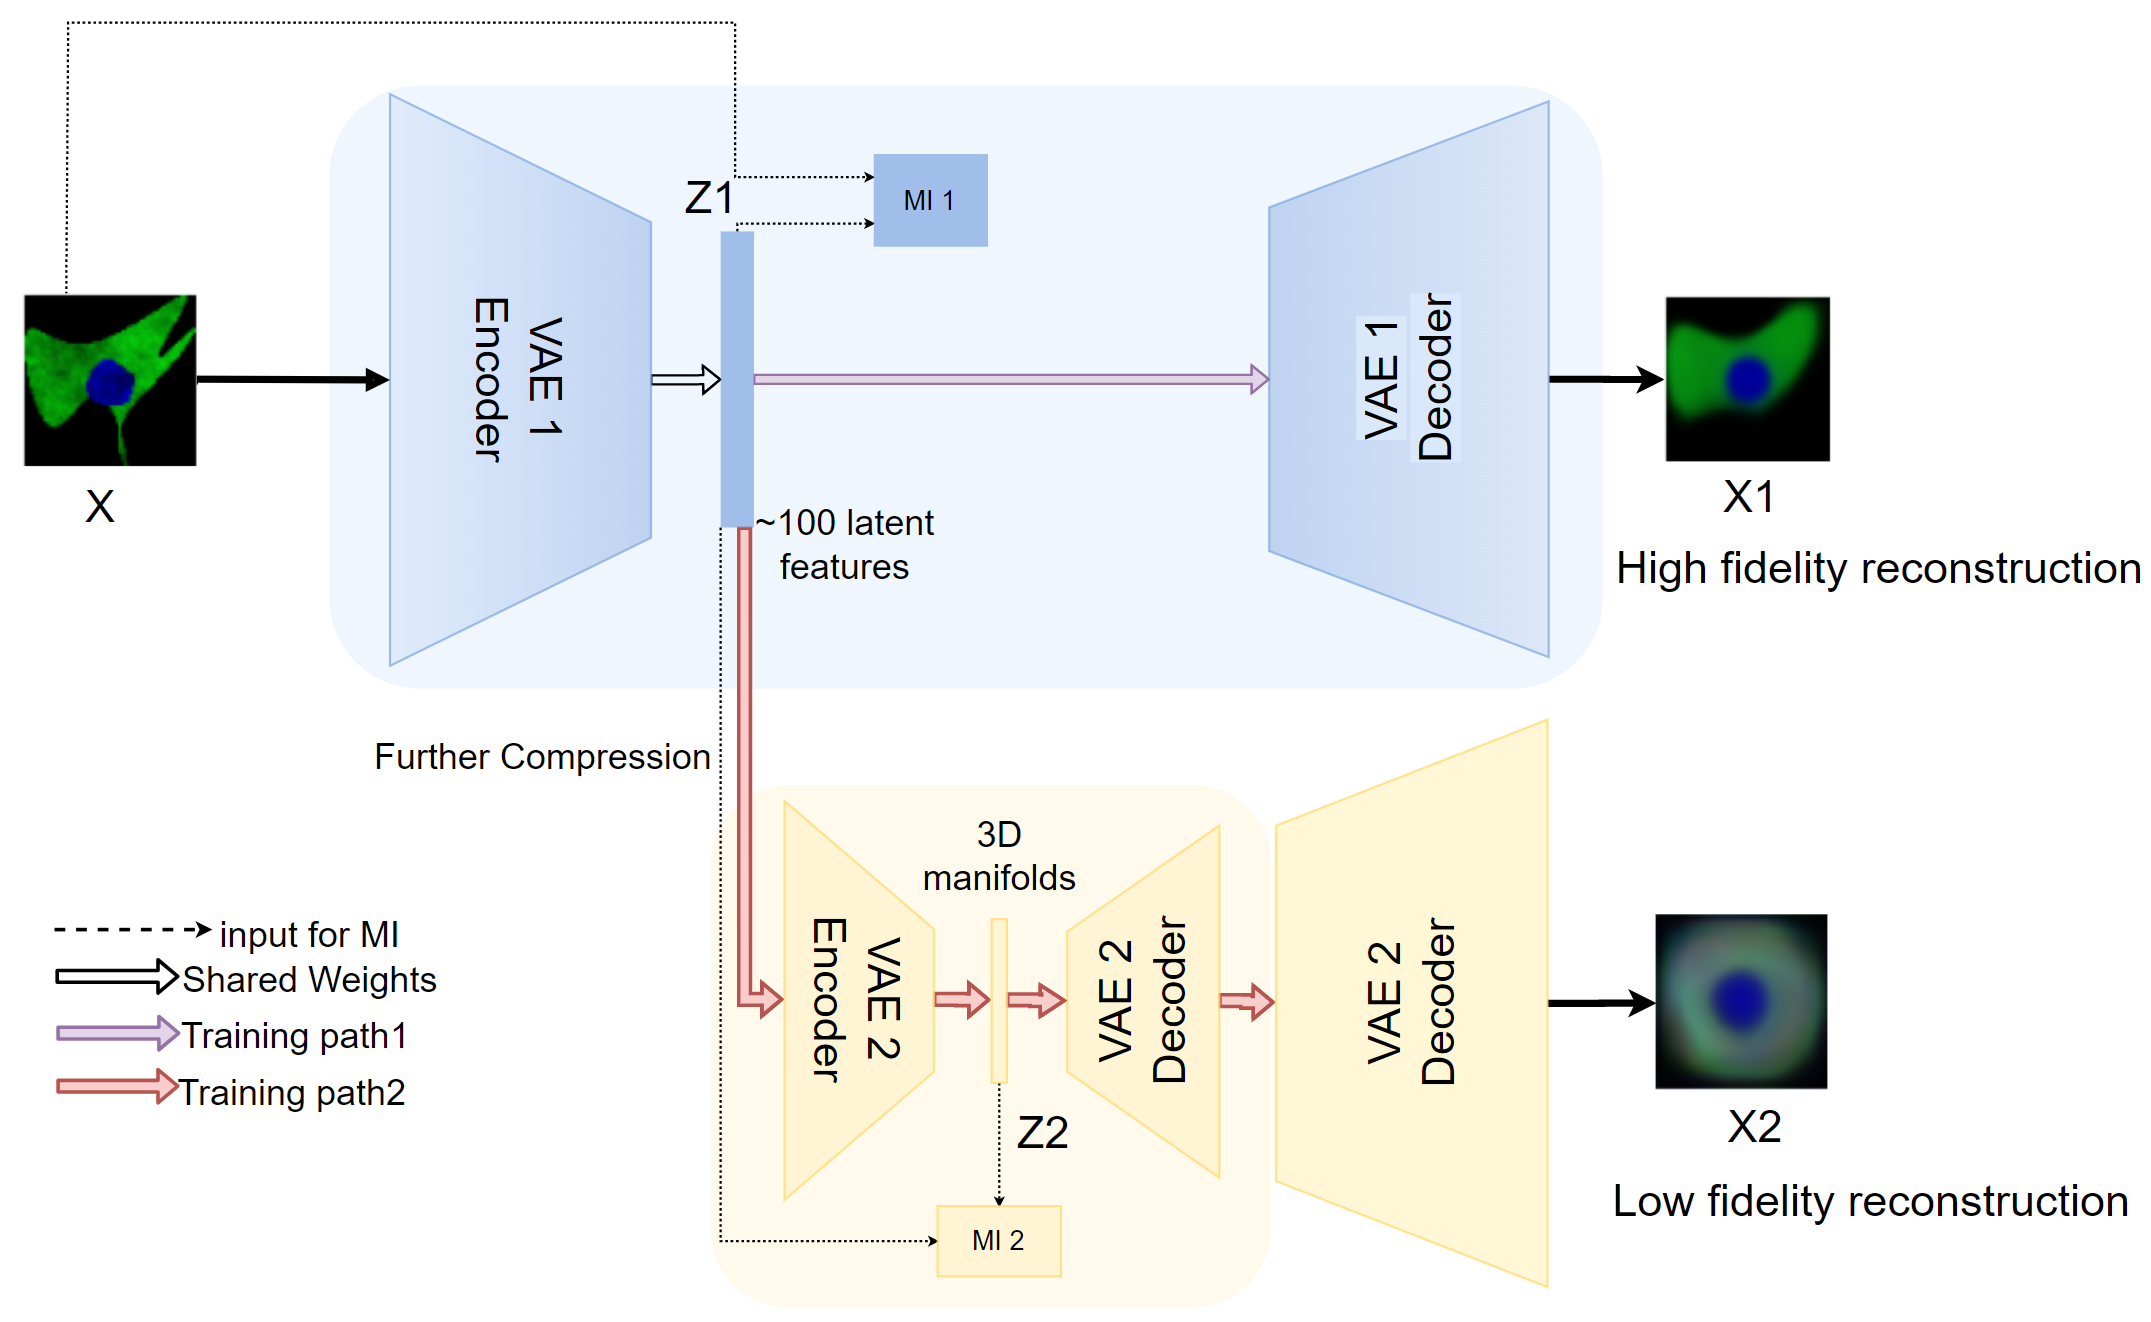 Z1
MI 1
VAE 1
Encoder
VAE 1
Decoder
X
X1
~100 latent
features
High fidelity reconstruction
Further Compression
3D
manifolds
VAE 2
Encoder
VAE 2
Decoder
VAE 2
Decoder
input for MI
Shared Weights
Training path1
Training path2
Z2
X2
MI 2
Low fidelity reconstruction